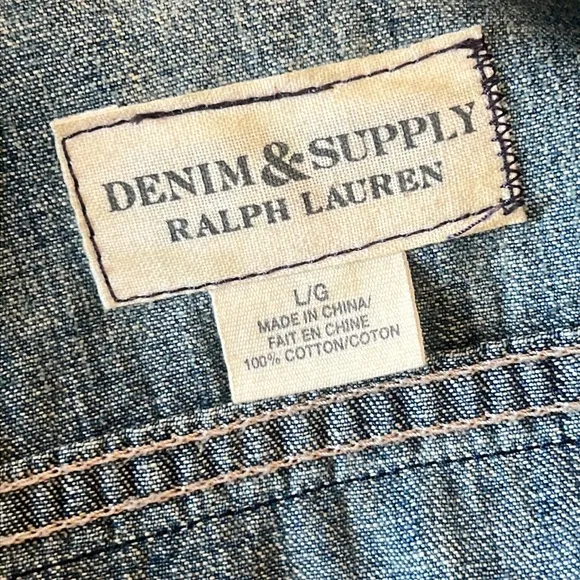 DENIM & SUPPLY
RALPH LAUREN
L/G
MADE IN CHINA/
FAIT EN CHINE
100% COTTON/COTON